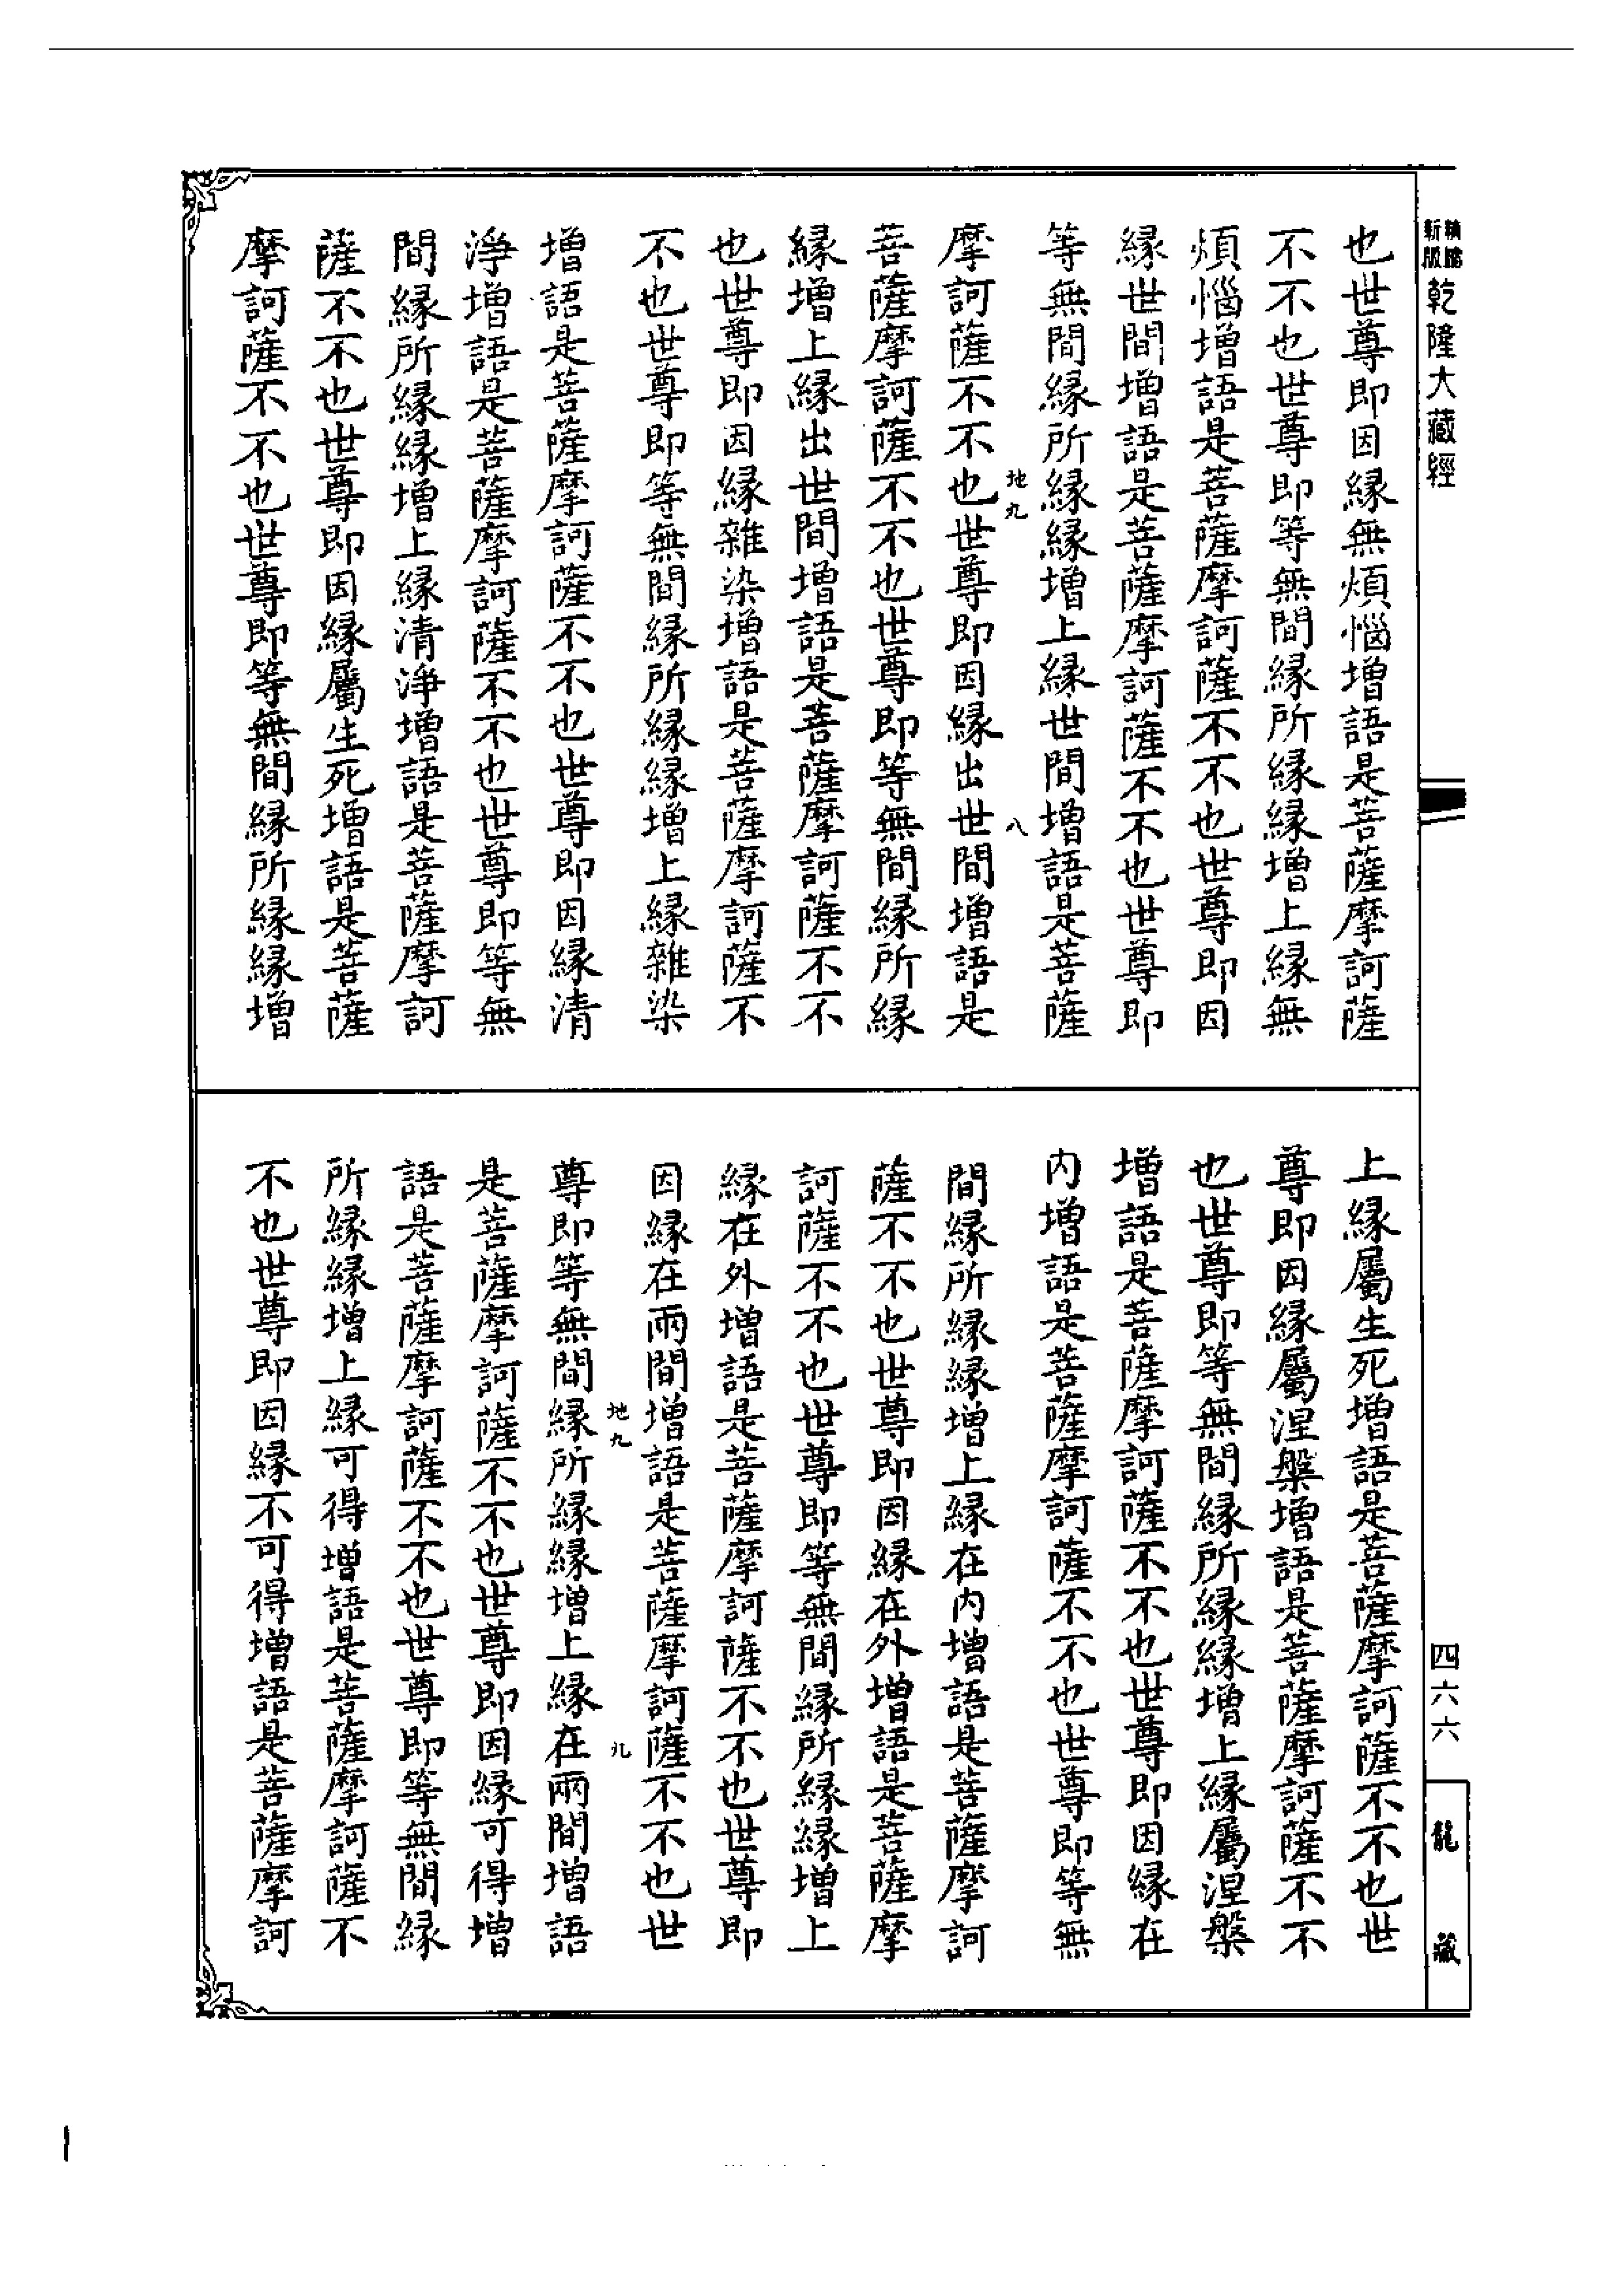 新版
乾隆大藏經
也世尊即因緣無煩惱增語是菩薩摩訶薩
不不也世尊即等無間緣所緣緣增上緣無
煩惱增語是菩薩摩訶薩不不也世尊即因
緣世間增語是菩薩摩訶薩不不也世尊即
等無間緣所緣緣增上緣世間增語是菩薩
地九
八
摩訶薩不不也世尊即因緣出世間增語是
菩薩摩訶薩不不也世尊即等無間緣所緣
緣增上緣出世間增語是菩薩摩訶薩不不
也世尊即因緣雜染增語是菩薩摩訶薩不
不也世尊即等無間緣所緣緣增上緣雜染
增語是菩薩摩訶薩不不也世尊即因緣清
淨增語是菩薩摩訶薩不不也世尊即等無
間緣所緣緣增上緣清淨增語是菩薩摩訶
薩不不也世尊即因緣屬生死增語是菩薩
摩訶薩不不也世尊即等無間緣所緣緣增
上緣屬生死增語是菩薩摩訶薩不不也世
尊即因緣屬涅槃增語是菩薩摩訶薩不不
也世尊即等無間緣所緣緣增上緣屬涅槃
增語是菩薩摩訶薩不不也世尊即因緣在
内增語是菩薩摩訶薩不不也世尊即等無
間緣所緣緣增上緣在内增語是菩薩摩訶
薩不不也世尊即因緣在外增語是菩薩摩
訶薩不不也世尊即等無間緣所緣緣增上
緣在外增語是菩薩摩訶薩不不也世尊即
因緣在兩間增語是菩薩摩訶薩不不也世
地九
九
尊即等無間緣所緣緣增上緣在兩間增語
是菩薩摩訶薩不不也世尊即因緣可得增
語是菩薩摩訶薩不不也世尊即等無間緣
所緣緣增上緣可得增語是菩薩摩訶薩不
不也世尊即因緣不可得增語是菩薩摩訶
四六六
龍藏